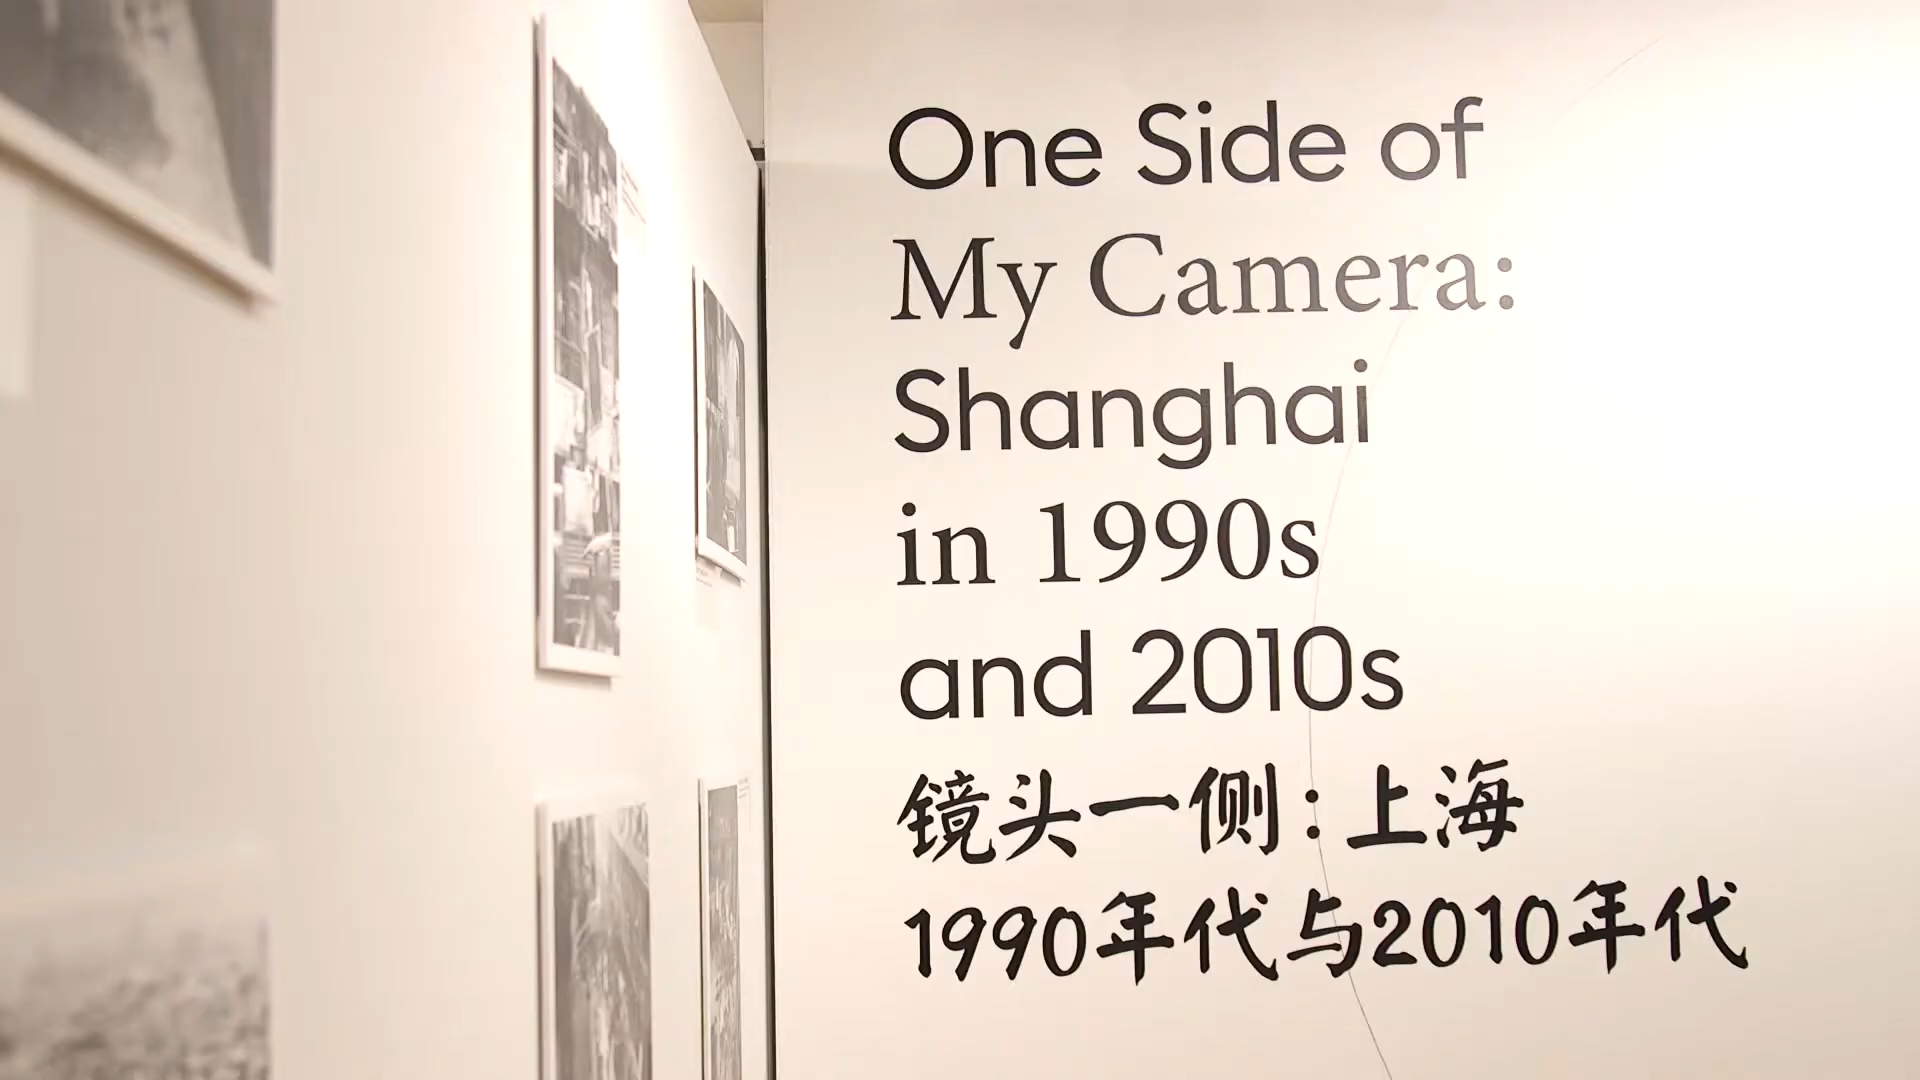 One Side of
My Camera:
Shanghai
in 1990s
and 2010s
镜头一侧：上海
1990年代与2010年代